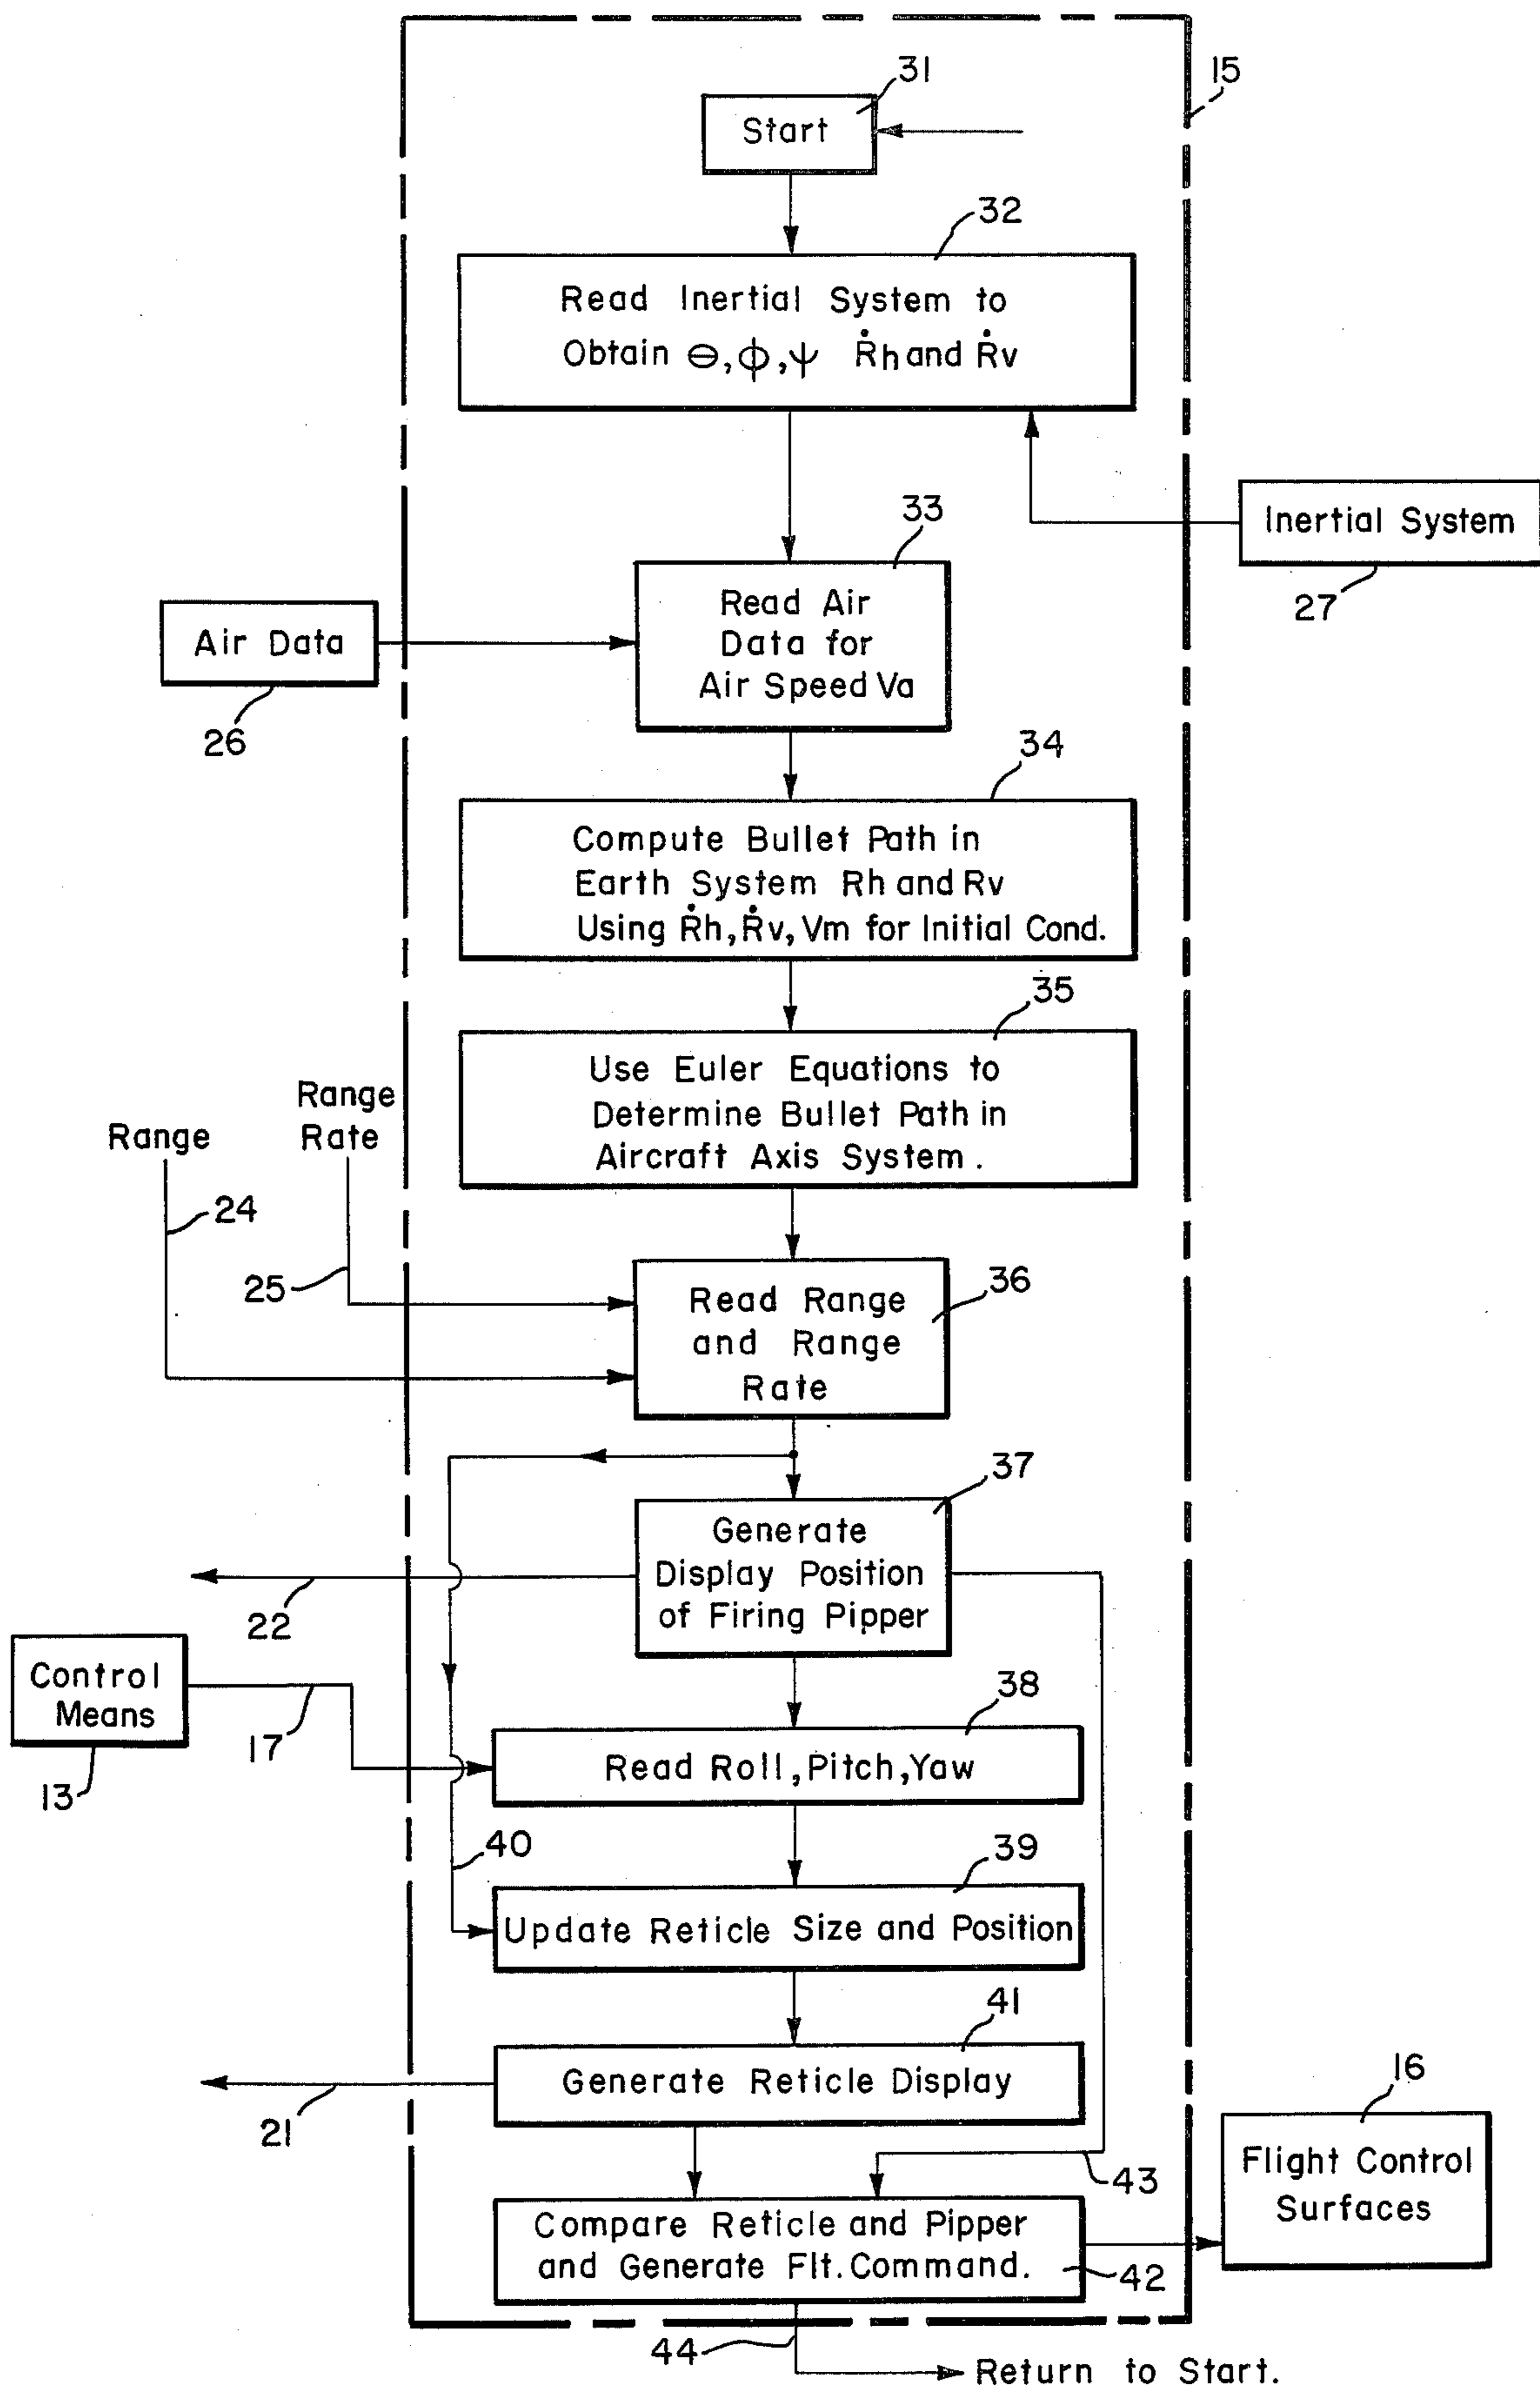 31
15
Start
32
Read Inertial System to
Obtain ⊖, ϕ, ψ Ṙh and Ṙv
33
Inertial System
27
Read Air
Data for
Air Speed Va
Air Data
26
34
Compute Bullet Path in
Earth System Rh and Rv
Using Ṙh, Ṙv, Vm for Initial Cond.
35
Use Euler Equations to
Determine Bullet Path in
Aircraft Axis System.
Range
Range
Rate
24
25
36
Read Range
and Range
Rate
37
Generate
Display Position
of Firing Pipper
22
Control
Means
13
17
38
Read Roll, Pitch, Yaw
40
39
Update Reticle Size and Position
41
Generate Reticle Display
21
16
Flight Control
Surfaces
43
Compare Reticle and Pipper
and Generate Flt. Command.
42
44
Return to Start.